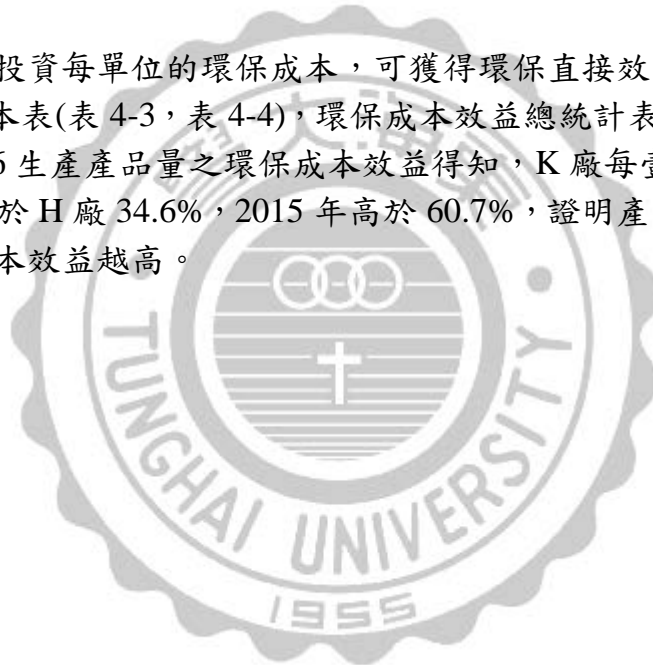 投資每單位的環保成本，可獲得環保直接效
本表(表 4-3，表 4-4)，環保成本效益總統計表
6 生產產品量之環保成本效益得知，K 廠每
於 H 廠 34.6%，2015 年高於 60.7%，證明產
本效益越高。
TUNGHAI UNIVERSITY
1955